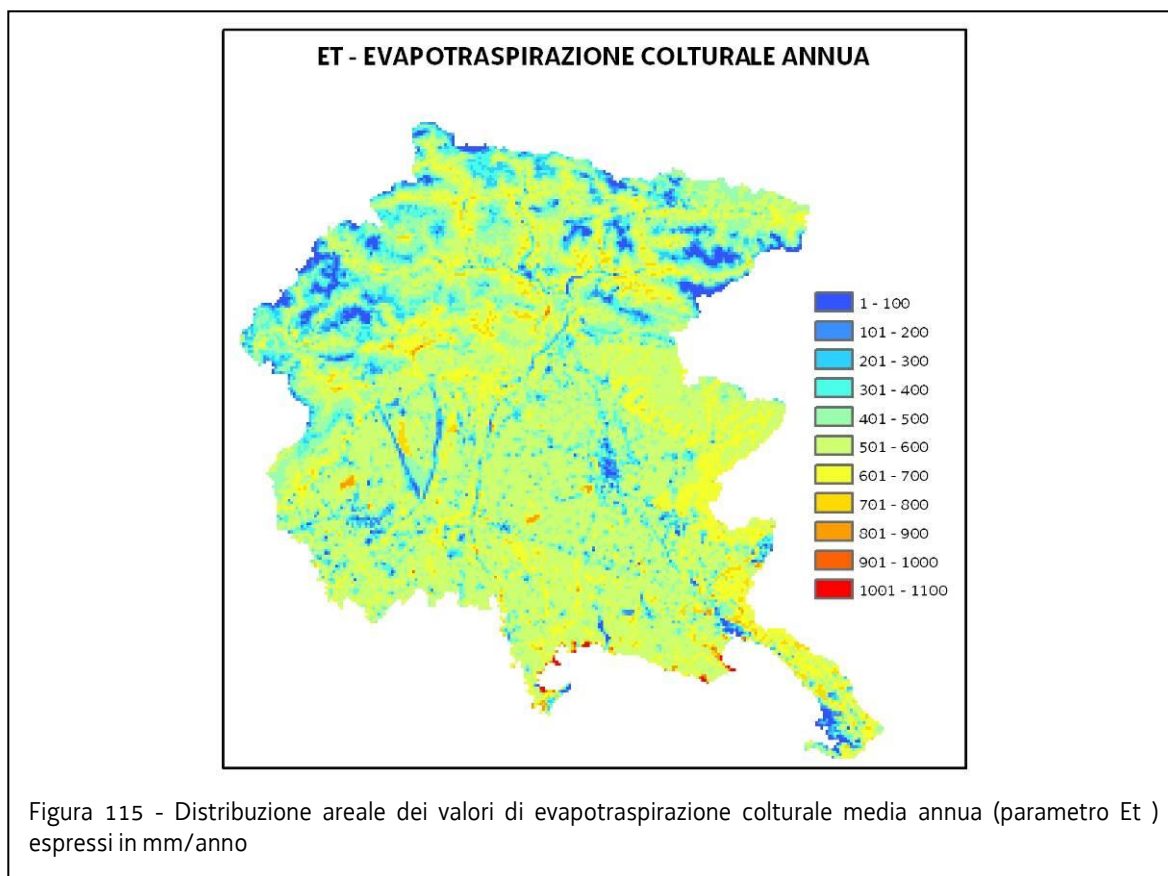 ET - EVAPOTRASPIRAZIONE COLTURALE ANNUA
1 - 100
101 - 200
201 - 300
301 - 400
401 - 500
501 - 600
601 - 700
701 - 800
801 - 900
901 - 1000
1001 - 1100
Figura 115 - Distribuzione areale dei valori di evapotraspirazione colturale media annua (parametro Et )
espressi in mm/anno